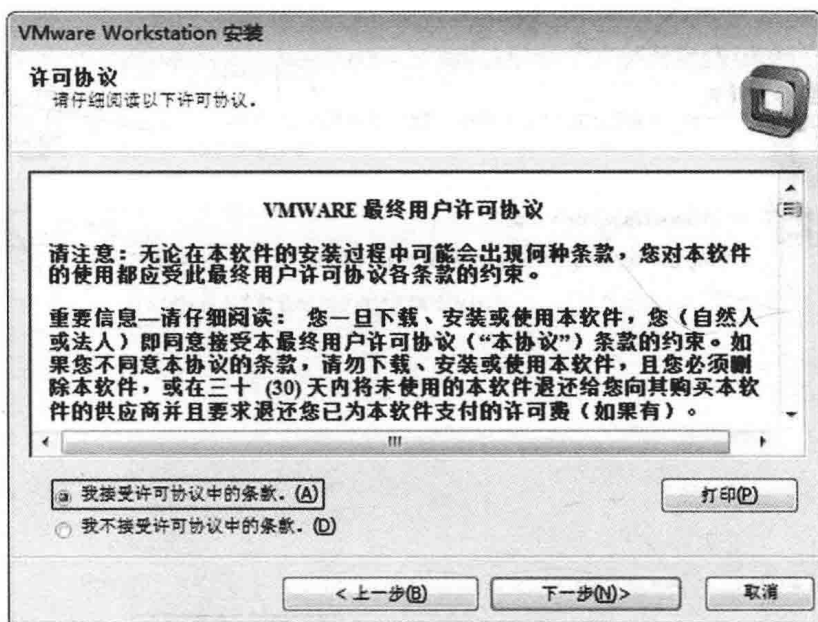 VMware Workstation 安装
许可协议
请仔细阅读以下许可协议。
VMWARE 最终用户许可协议
请注意：无论在本软件的安装过程中可能会出现何种条款，您对本软件
的使用都应受此最终用户许可协议各条款的约束。
重要信息—请仔细阅读： 您一旦下载、安装或使用本软件，您（自然人
或法人）即同意接受本最终用户许可协议（“本协议”）条款的约束。如
果您不同意本协议的条款，请勿下载、安装或使用本软件，且您必须删
除本软件，或在三十 (30) 天内将未使用的本软件退还给您向其购买本软
件的供应商并且要求退还您已为本软件支付的许可费（如果有）。
我接受许可协议中的条款。(A)
打印(P)
我不接受许可协议中的条款。(D)
< 上一步(B)
下一步(N)>
取消